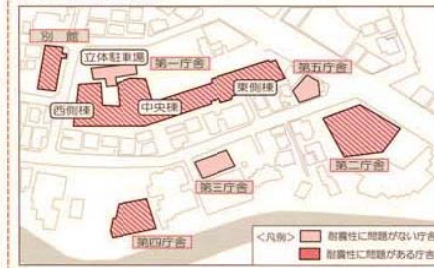 別館
立体駐車場
第一庁舎
第五庁舎
東側棟
中央棟
西側棟
第二庁舎
第三庁舎
第四庁舎
<凡例>
耐震性に問題がない庁舎
耐震性に問題がある庁舎